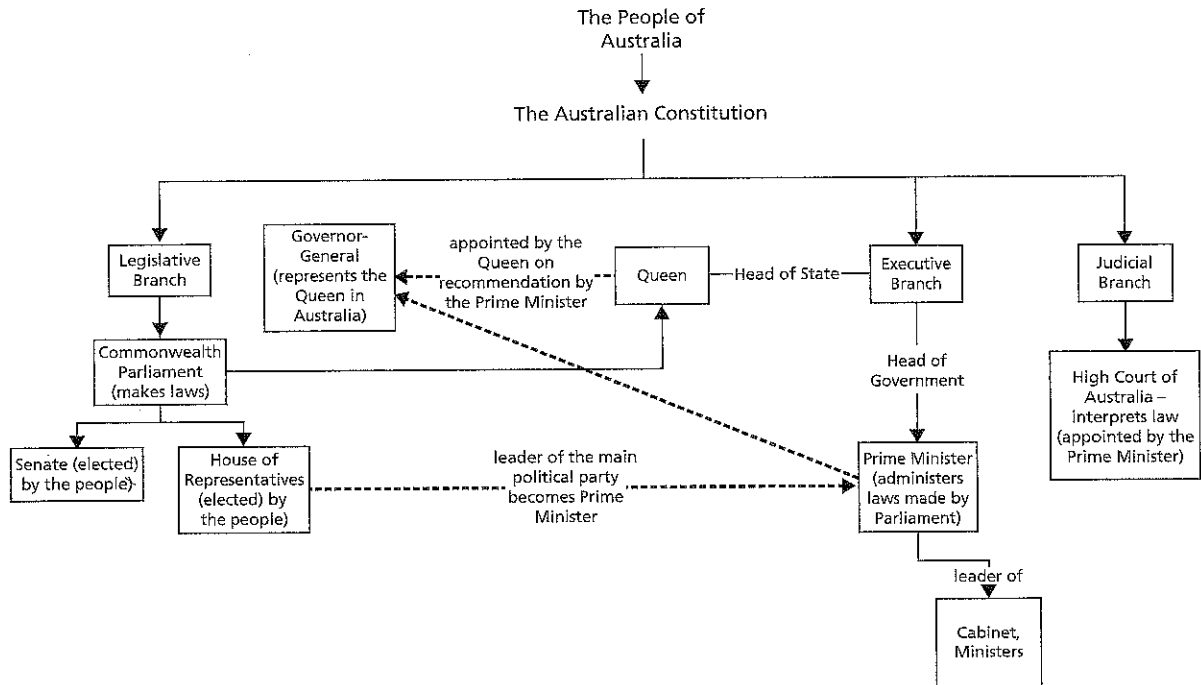 The People of
Australia
The Australian Constitution
Legislative
Branch
Governor-
General
(represents the
Queen in
Australia)
appointed by the
Queen on
recommendation by
the Prime Minister
Queen
Head of State
Executive
Branch
Judicial
Branch
Commonwealth
Parliament
(makes laws)
Head of
Government
High Court of
Australia –
interprets law
(appointed by the
Prime Minister)
Senate (elected)
by the people)
House of
Representatives
(elected) by
the people)
leader of the main
political party
becomes Prime
Minister
Prime Minister
(administers
laws made by
Parliament)
leader of
Cabinet,
Ministers